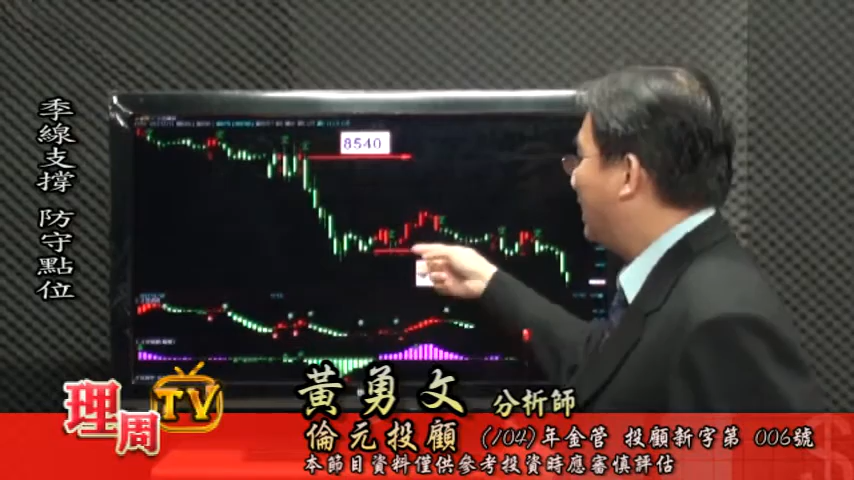 季線支撐 防守點位
8540
理周TV
黃勇文 分析師
倫元投顧 (104)年金管 投顧新字第 006號
本節目資料僅供參考投資時應審慎評估